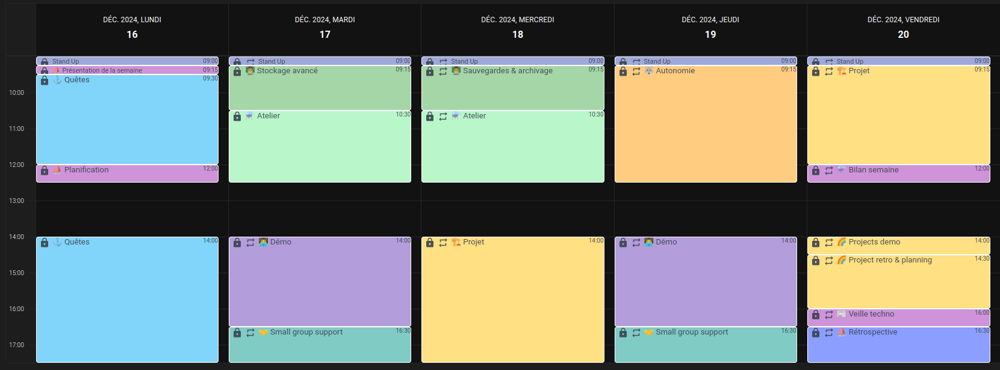 DÉC. 2024, LUNDI
16
DÉC. 2024, MARDI
17
DÉC. 2024, MERCREDI
18
DÉC. 2024, JEUDI
19
DÉC. 2024, VENDREDI
20
10:00
11:00
12:00
13:00
14:00
15:00
16:00
17:00
Stand Up 09:00
Présentation de la semaine 09:15
Quêtes 09:30
Planification 12:00
Quêtes 14:00
Stand Up 09:00
Stockage avancé 09:15
Atelier 10:30
Démo 14:00
Small group support 16:30
Stand Up 09:00
Sauvegardes & archivage 09:15
Atelier 10:30
Projet 14:00
Stand Up 09:00
Autonomie 09:15
Démo 14:00
Small group support 16:30
Stand Up 09:00
Projet 09:15
Bilan semaine 12:00
Projects demo 14:00
Project retro & planning 14:30
Veille techno 16:00
Rétrospective 16:30